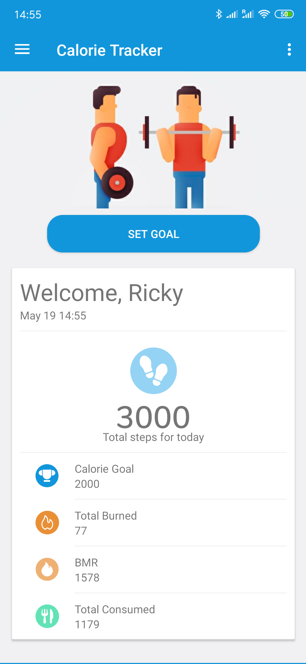 14:55
R
50
Calorie Tracker
SET GOAL
Welcome, Ricky
May 19 14:55
3000
Total steps for today
Calorie Goal
2000
Total Burned
77
BMR
1578
Total Consumed
1179